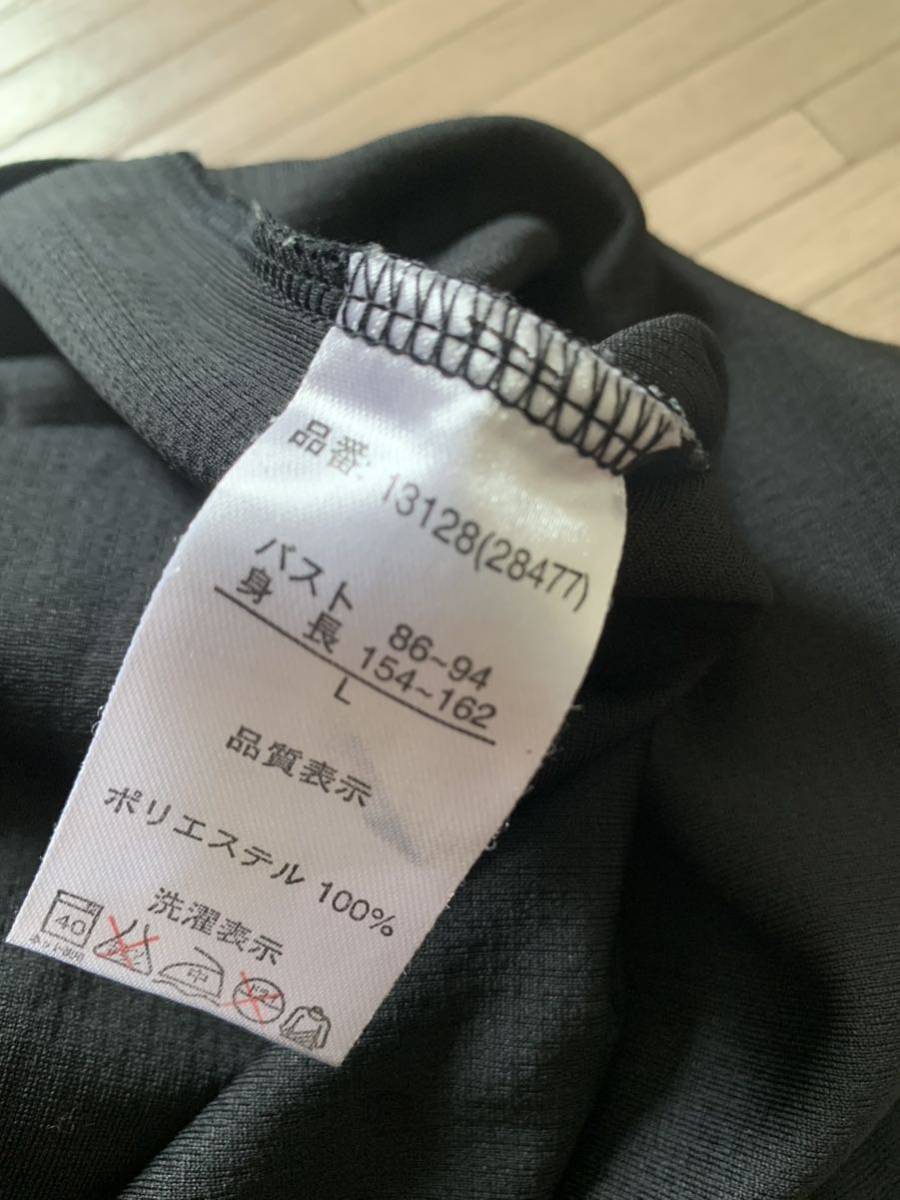 品番: 13128(28477)
バスト 86~94
身長 154~162
L
品質表示
ポリエステル 100%
洗濯表示
40 中